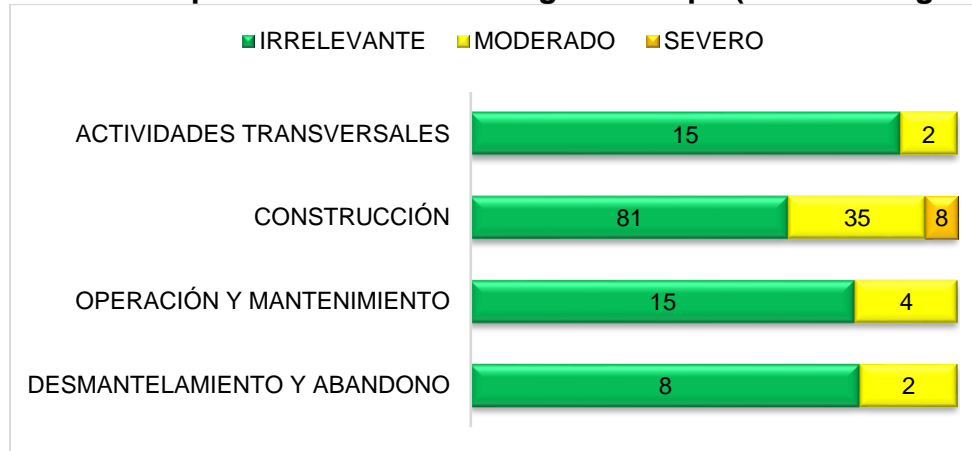 IRRELEVANTE MODERADO SEVERO
ACTIVIDADES TRANSVERSALES 15 2
CONSTRUCCIÓN 81 35 8
OPERACIÓN Y MANTENIMIENTO 15 4
DESMANTELAMIENTO Y ABANDONO 8 2